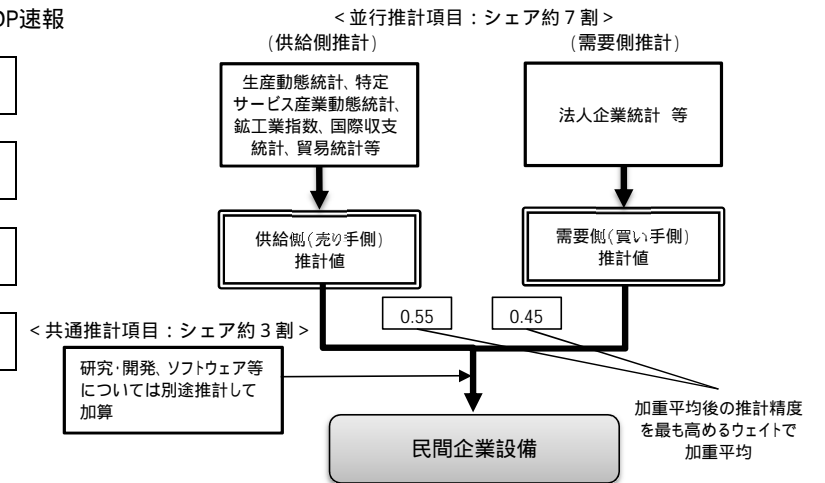 DP速報
<並行推計項目：シェア約7割>
(供給側推計)
(需要側推計)
生産動態統計、特定
サービス産業動態統計、
鉱工業指数、国際収支
統計、貿易統計等
法人企業統計 等
供給側(売り手側)
推計値
需要側(買い手側)
推計値
0.55
0.45
<共通推計項目：シェア約3割>
研究・開発、ソフトウェア等
については別途推計して
加算
加重平均後の推計精度
を最も高めるウェイトで
加重平均
民間企業設備